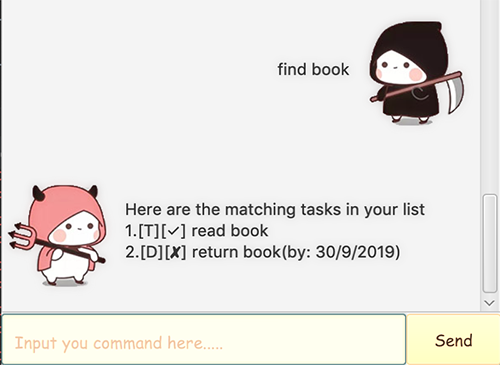 find book
Here are the matching tasks in your list
1.[T][✓] read book
2.[D][✘] return book(by: 30/9/2019)
Input you command here.....
Send